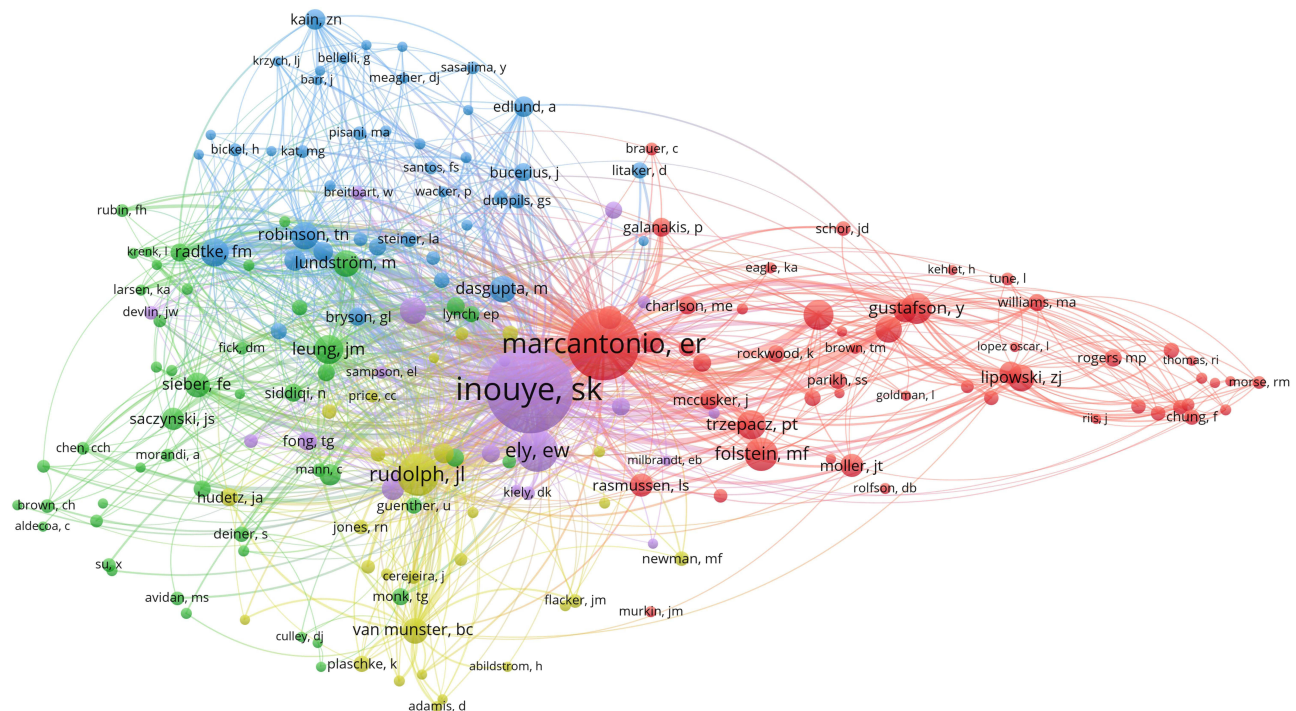 kain, zn
krzych, lj
bellelli, g
barr, j
meagher, dj
sasajima, y
edlund, a
pisani, ma
bickel, h
kat, mg
santos, fs
bucerius, j
brauer, c
litaker, d
breitbart, w
wacker, p
duppils, gs
rubin, fh
robinson, tn
steiner, la
galanakis, p
schor, jd
krenk, l
radtke, fm
lundström, m
eagle, ka
kehlet, h
tune, l
larsen, ka
dasgupta, m
devlin, jw
bryson, gl
lynch, ep
charlson, me
gustafson, y
williams, ma
fick, dm
leung, jm
marcantonio, er
rockwood, k
brown, tm
lopez oscar, l
rogers, mp
thomas, ri
sieber, fe
sampson, el
inouye, sk
parikh, ss
lipowski, zj
morse, rm
siddiqi, n
price, cc
mccusker, j
goldman, l
saczynski, js
trzepacz, pt
riis, j
chung, f
chen, cch
morandi, a
fong, tg
ely, ew
folstein, mf
mann, c
rudolph, jl
milbrandt, eb
moller, jt
hudetz, ja
kiely, dk
rasmussen, ls
rolfson, db
brown, ch
guenther, u
aldecoa, c
deiner, s
jones, rn
su, x
cerejeira, j
newman, mf
avidan, ms
monk, tg
flacker, jm
murkin, jm
culley, dj
van munster, bc
plaschke, k
abildstrom, h
adamis, d